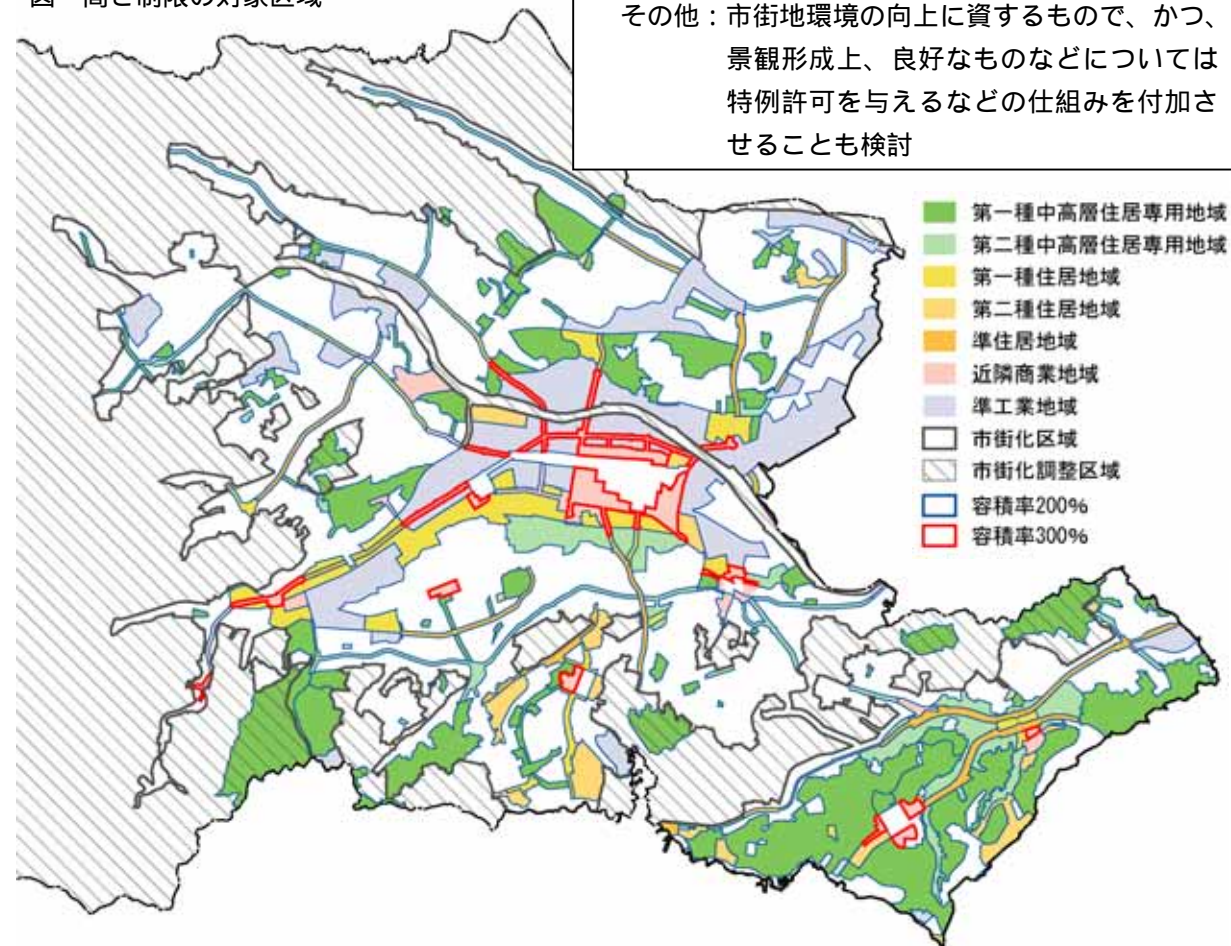 図 高さ制限の対象区域
その他：市街地環境の向上に資するもので、かつ、
景観形成上、良好なものなどについては
特例許可を与えるなどの仕組みを付加さ
せることも検討
第一種中高層住居専用地域
第二種中高層住居専用地域
第一種住居地域
第二種住居地域
準住居地域
近隣商業地域
準工業地域
市街化区域
市街化調整区域
容積率200%
容積率300%